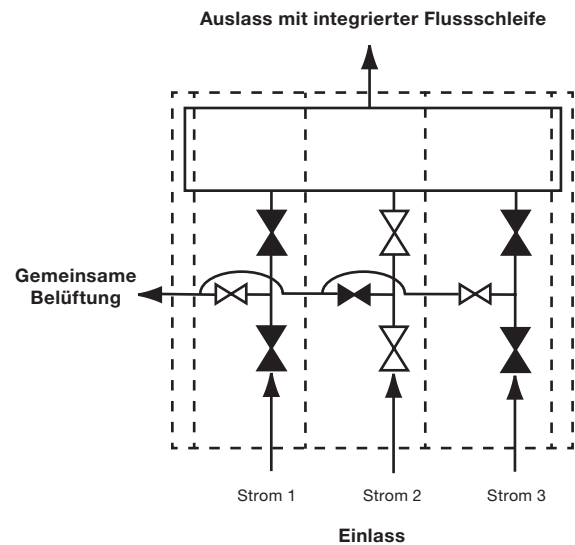 Auslass mit integrierter Flussschleife
Gemeinsame
Belüftung
Strom 1
Strom 2
Strom 3
Einlass